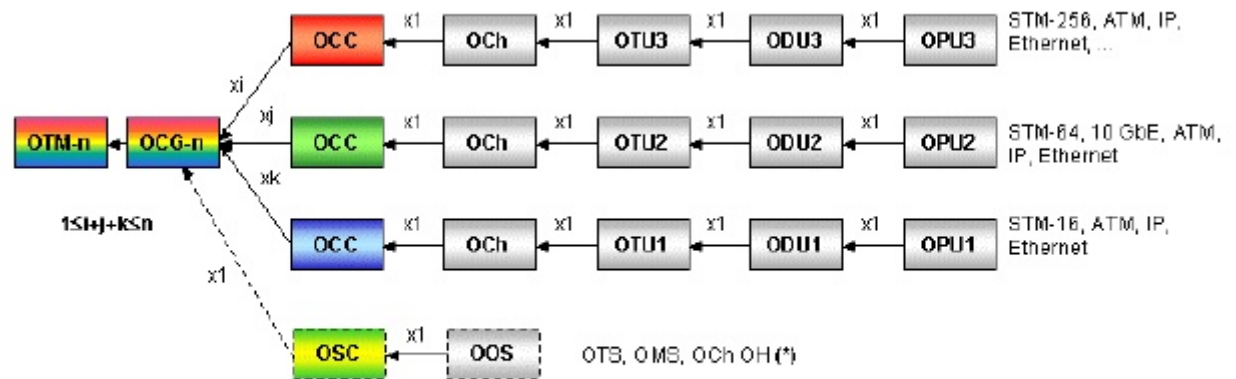 x1 x1 x1 x1
OCC OCh OTU3 ODU3 OPU3
STM-256, ATM, IP,
Ethernet, ...
xi
xj
x1 x1 x1 x1
OTM-n OCG-n OCC OCh OTU2 ODU2 OPU2
STM-64, 10 GbE, ATM,
IP, Ethernet
xk
1≤i+j+k≤n
x1 x1 x1 x1
OCC OCh OTU1 ODU1 OPU1
STM-16, ATM, IP,
Ethernet
x1
x1
OSC OOS OTS, OMS, OCh OH (*)